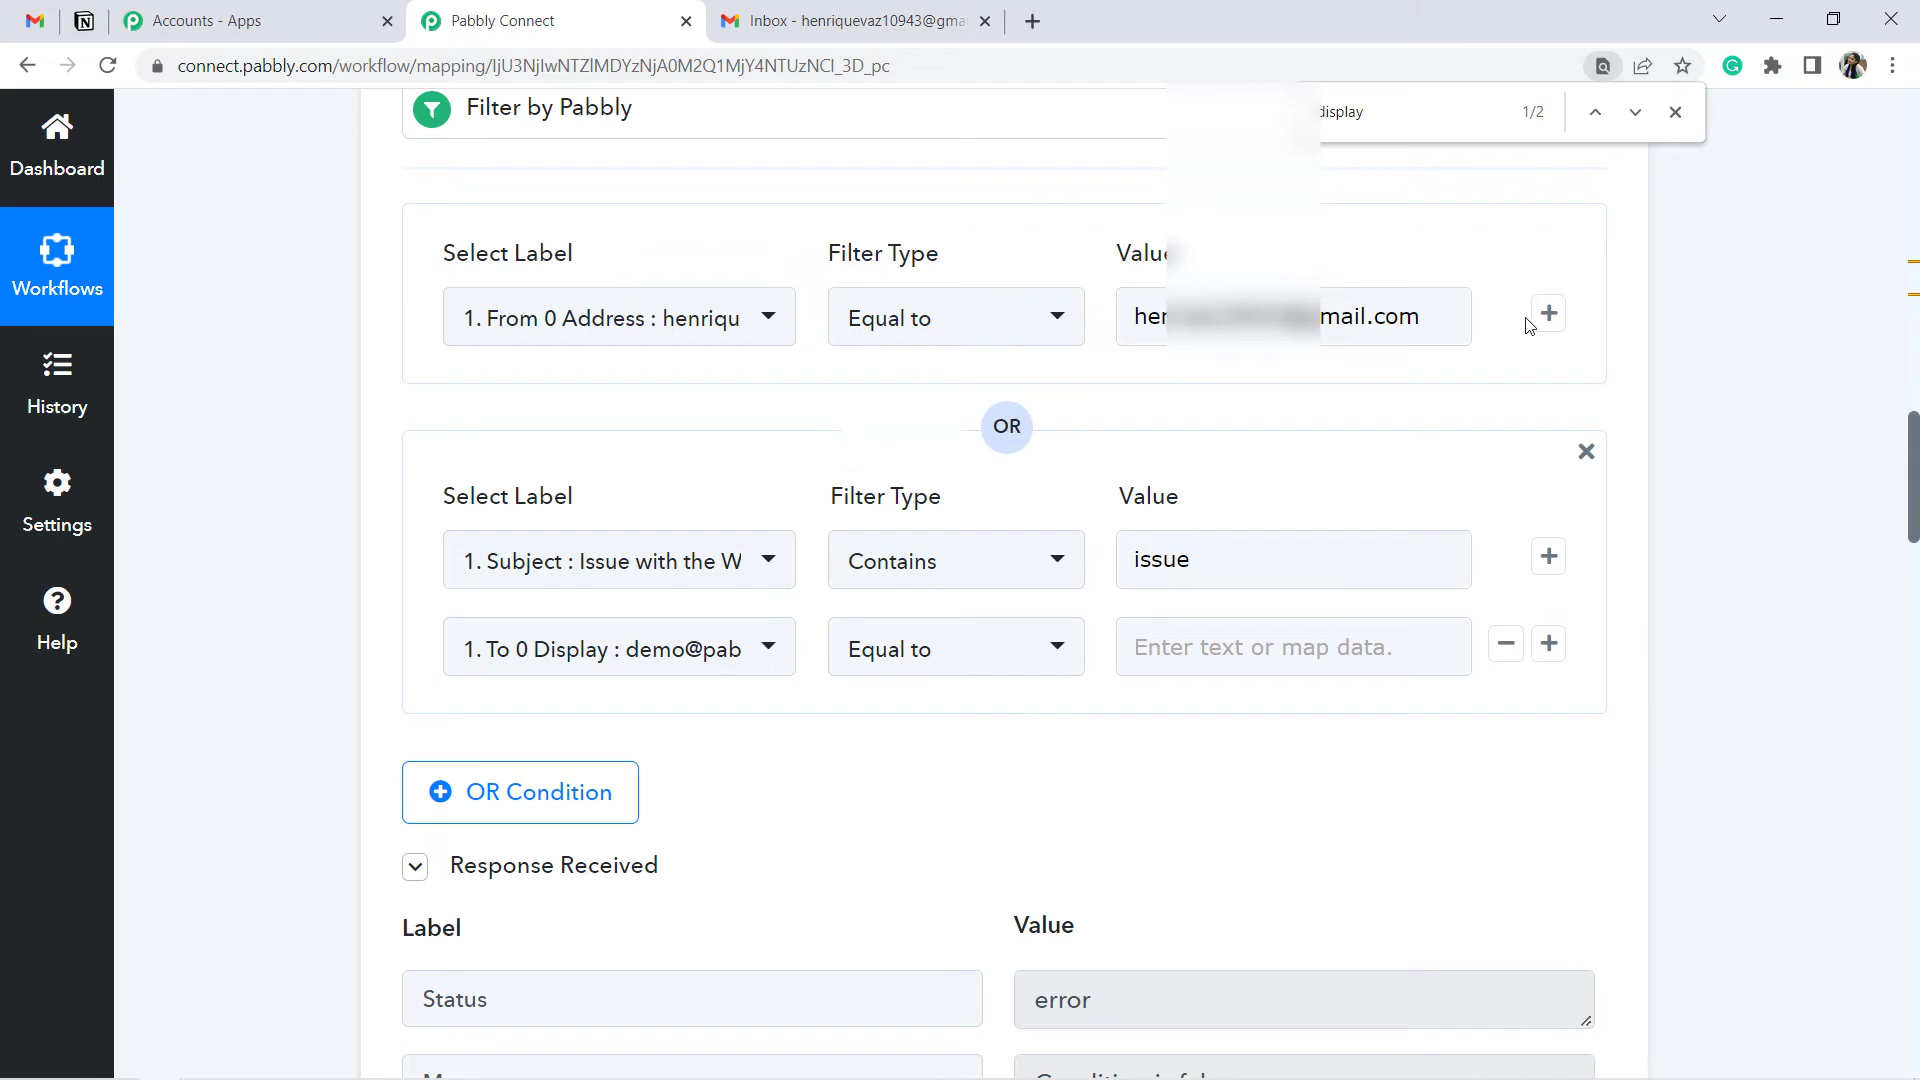 Accounts - Apps
Pabbly Connect
Inbox - henriquevaz10943@gma
connect.pabbly.com/workflow/mapping/IjU3NjIwNTZlMDYzNjA0M2Q1MjY4NTUzNCI_3D_pc
display
1/2
Filter by Pabbly
Dashboard
Workflows
History
Settings
Help
Select Label
Filter Type
Value
1. From 0 Address : henriqu
Equal to
mail.com
OR
Select Label
Filter Type
Value
1. Subject : Issue with the W
Contains
issue
1. To 0 Display : demo@pab
Equal to
Enter text or map data.
OR Condition
Response Received
Label
Value
Status
error